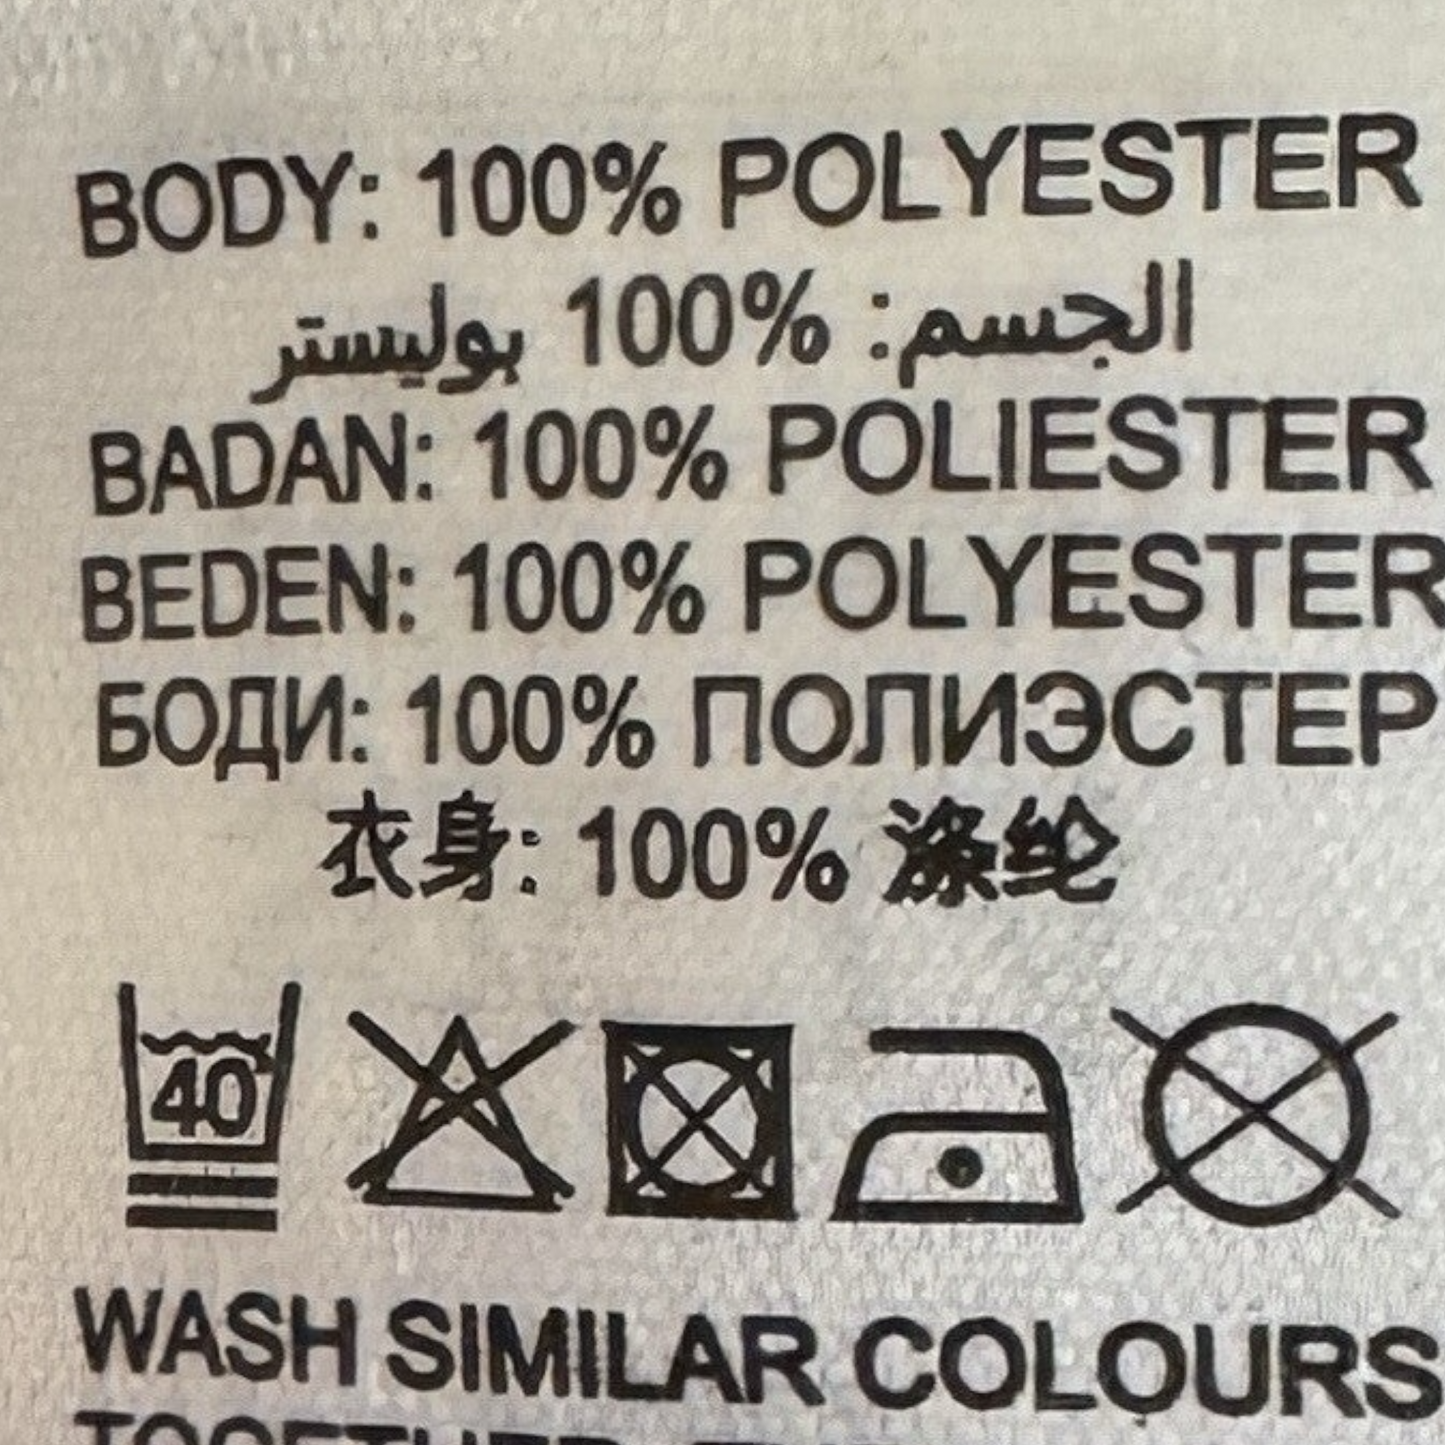 BODY: 100% POLYESTER
الجسم: 100% بوليستر
BADAN: 100% POLIESTER
BEDEN: 100% POLYESTER
БОДИ: 100% ПОЛИЭСТЕР
衣身: 100% 涤纶
40
WASH SIMILAR COLOURS
TOGETHER